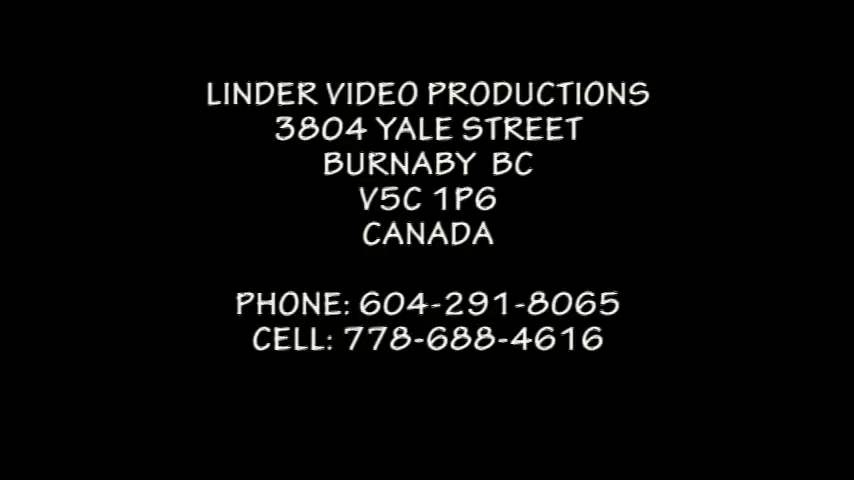 LINDER VIDEO PRODUCTIONS
3804 YALE STREET
BURNABY BC
V5C 1P6
CANADA
PHONE: 604-291-8065
CELL: 778-688-4616